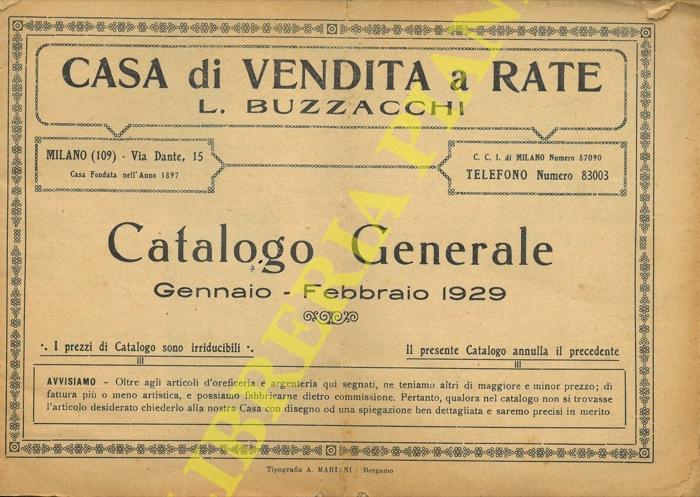 CASA di VENDITA a RATE
L. BUZZACCHI
MILANO (109) - Via Dante, 15
Casa Fondata nell'Anno 1897
C. C. I. di MILANO Numero 87090
TELEFONO Numero 83003
Catalogo Generale
Gennaio - Febbraio 1929
I prezzi di Catalogo sono irriducibili
Il presente Catalogo annulla il precedente
AVVISIAMO - Oltre agli articoli d'oreficeria e argenteria qui segnati, ne teniamo altri di maggiore e minor prezzo; di
fattura più o meno artistica, e possiamo fabbricarne dietro commissione. Pertanto, qualora nel catalogo non si trovasse
l'articolo desiderato chiederlo alla nostra Casa con disegno od una spiegazione ben dettagliata e saremo precisi in merito
Tipografia A. MARIANI - Bergamo
LIBRERIA